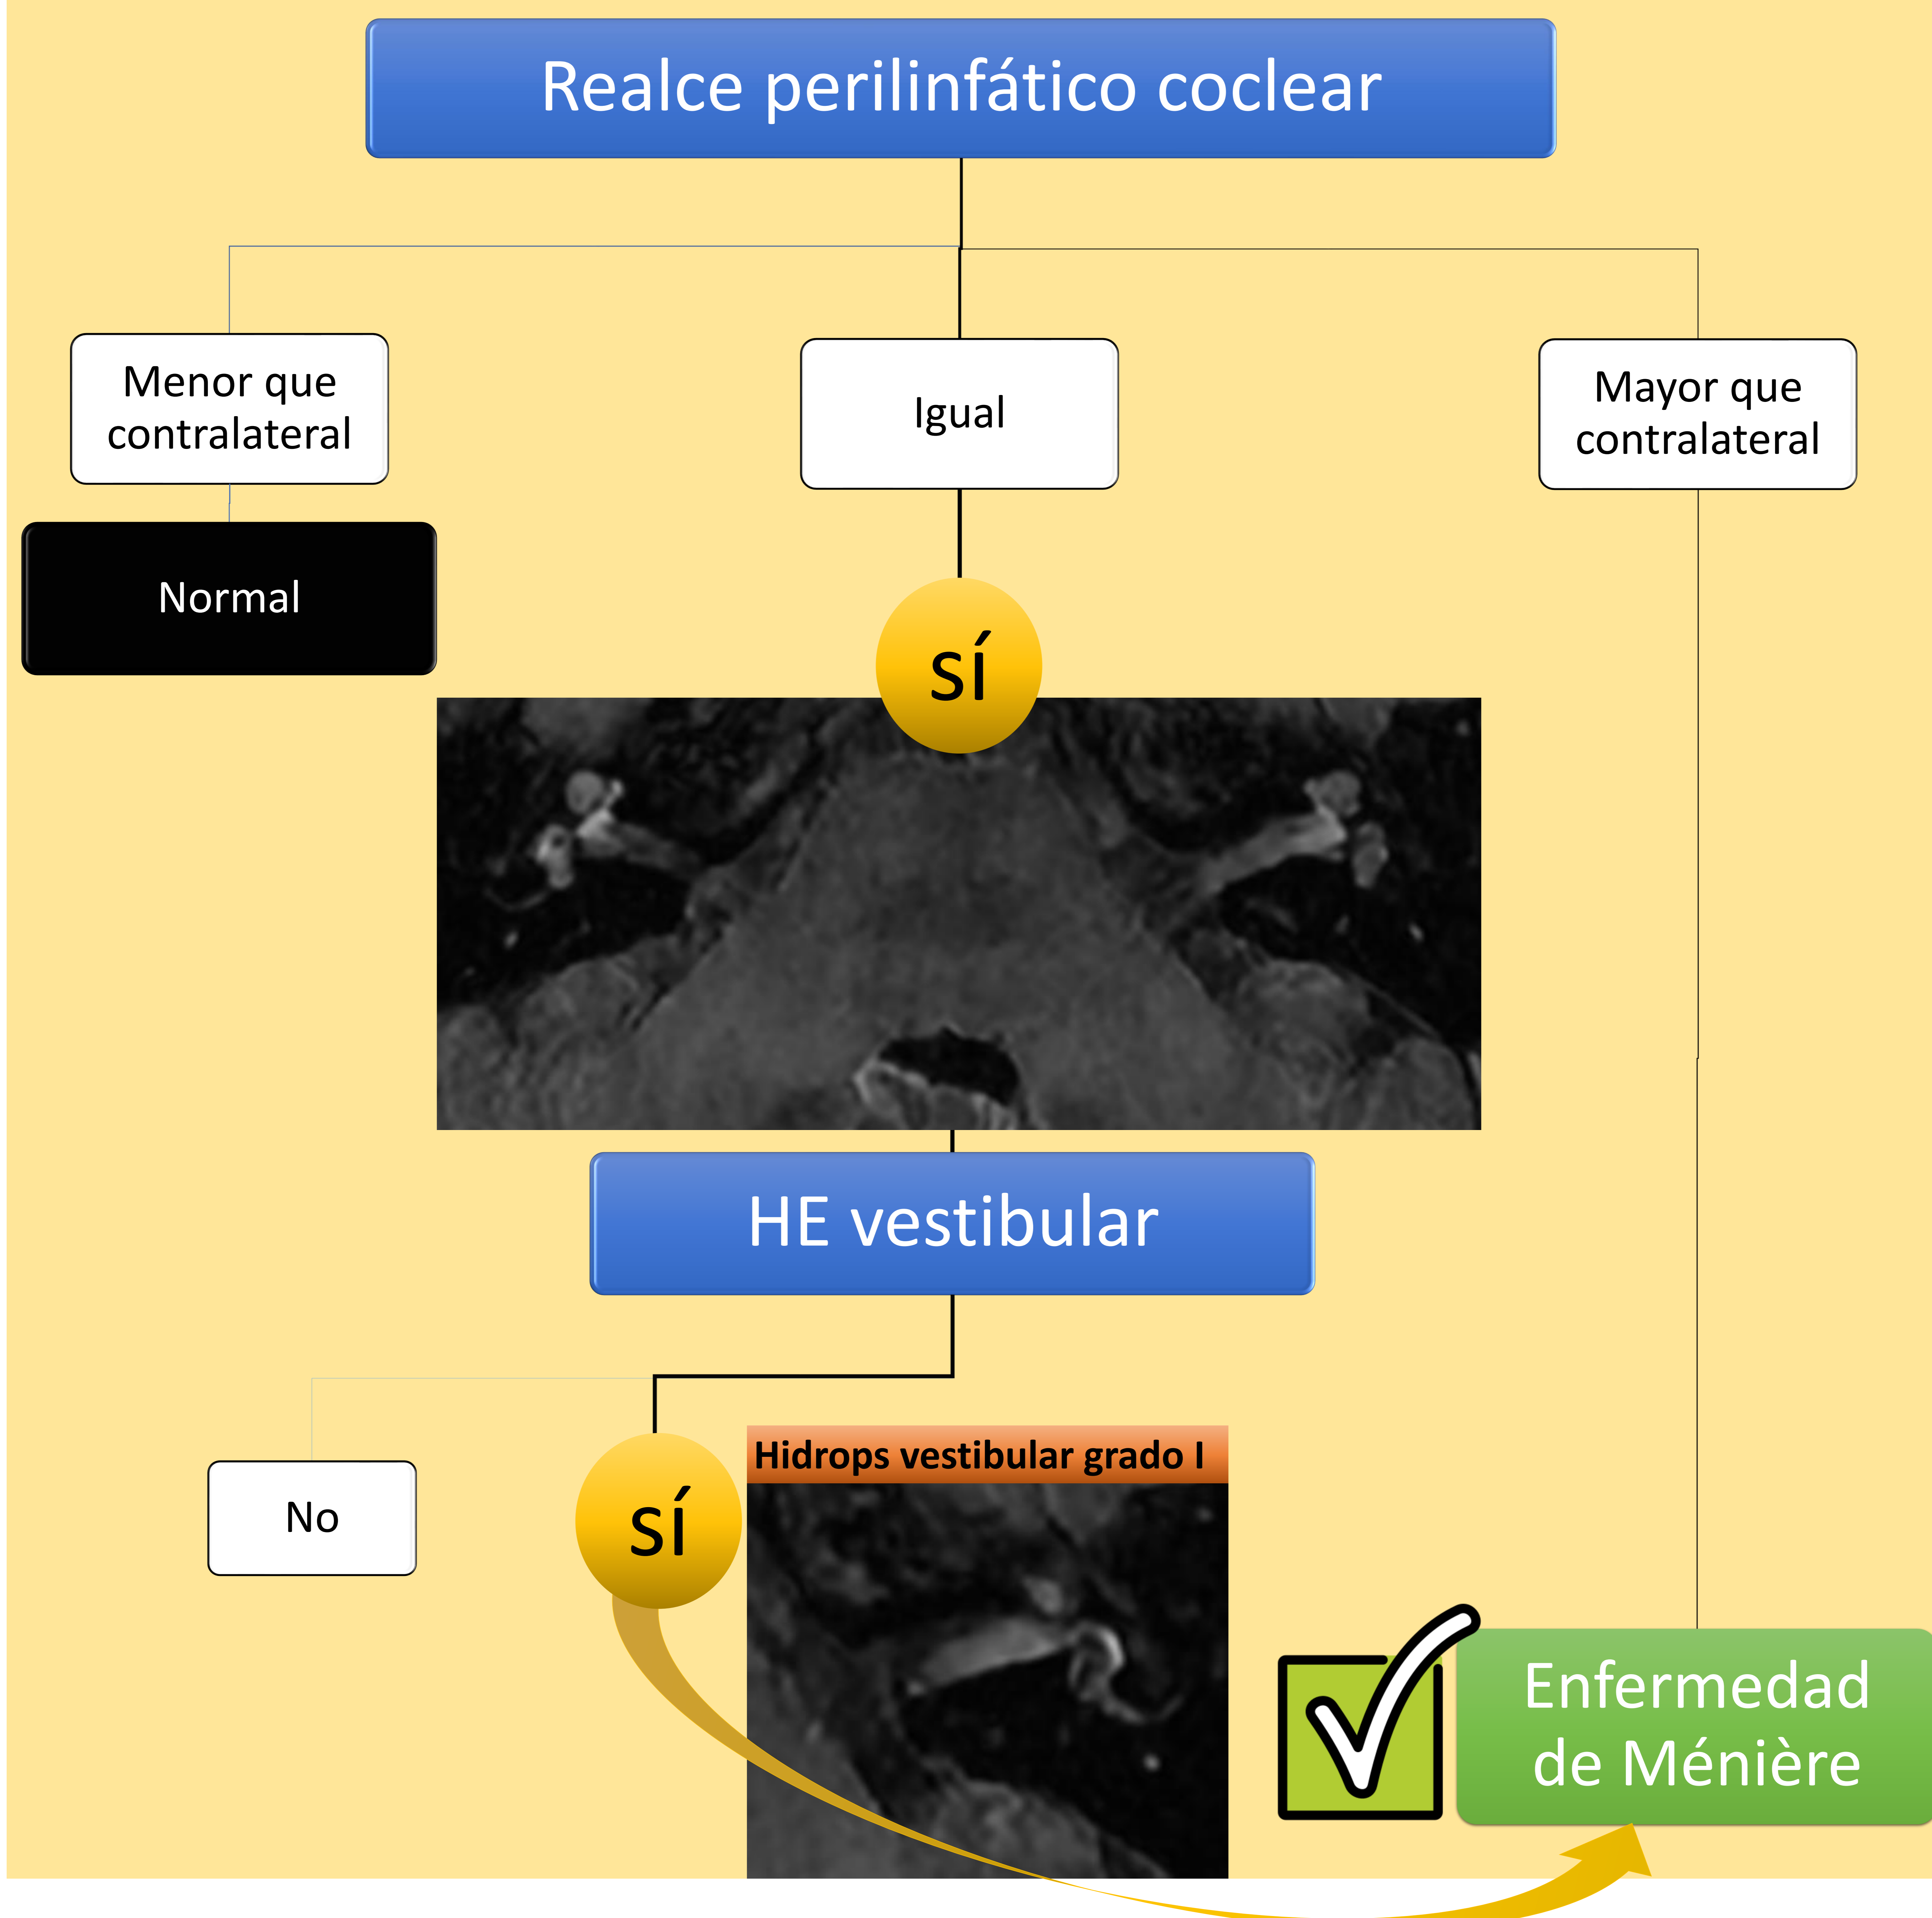 Realce perilinfático coclear
Menor que
contralateral
Igual
Mayor que
contralateral
Normal
sí
HE vestibular
No
sí
Hidrops vestibular grado I
Enfermedad
de Ménière